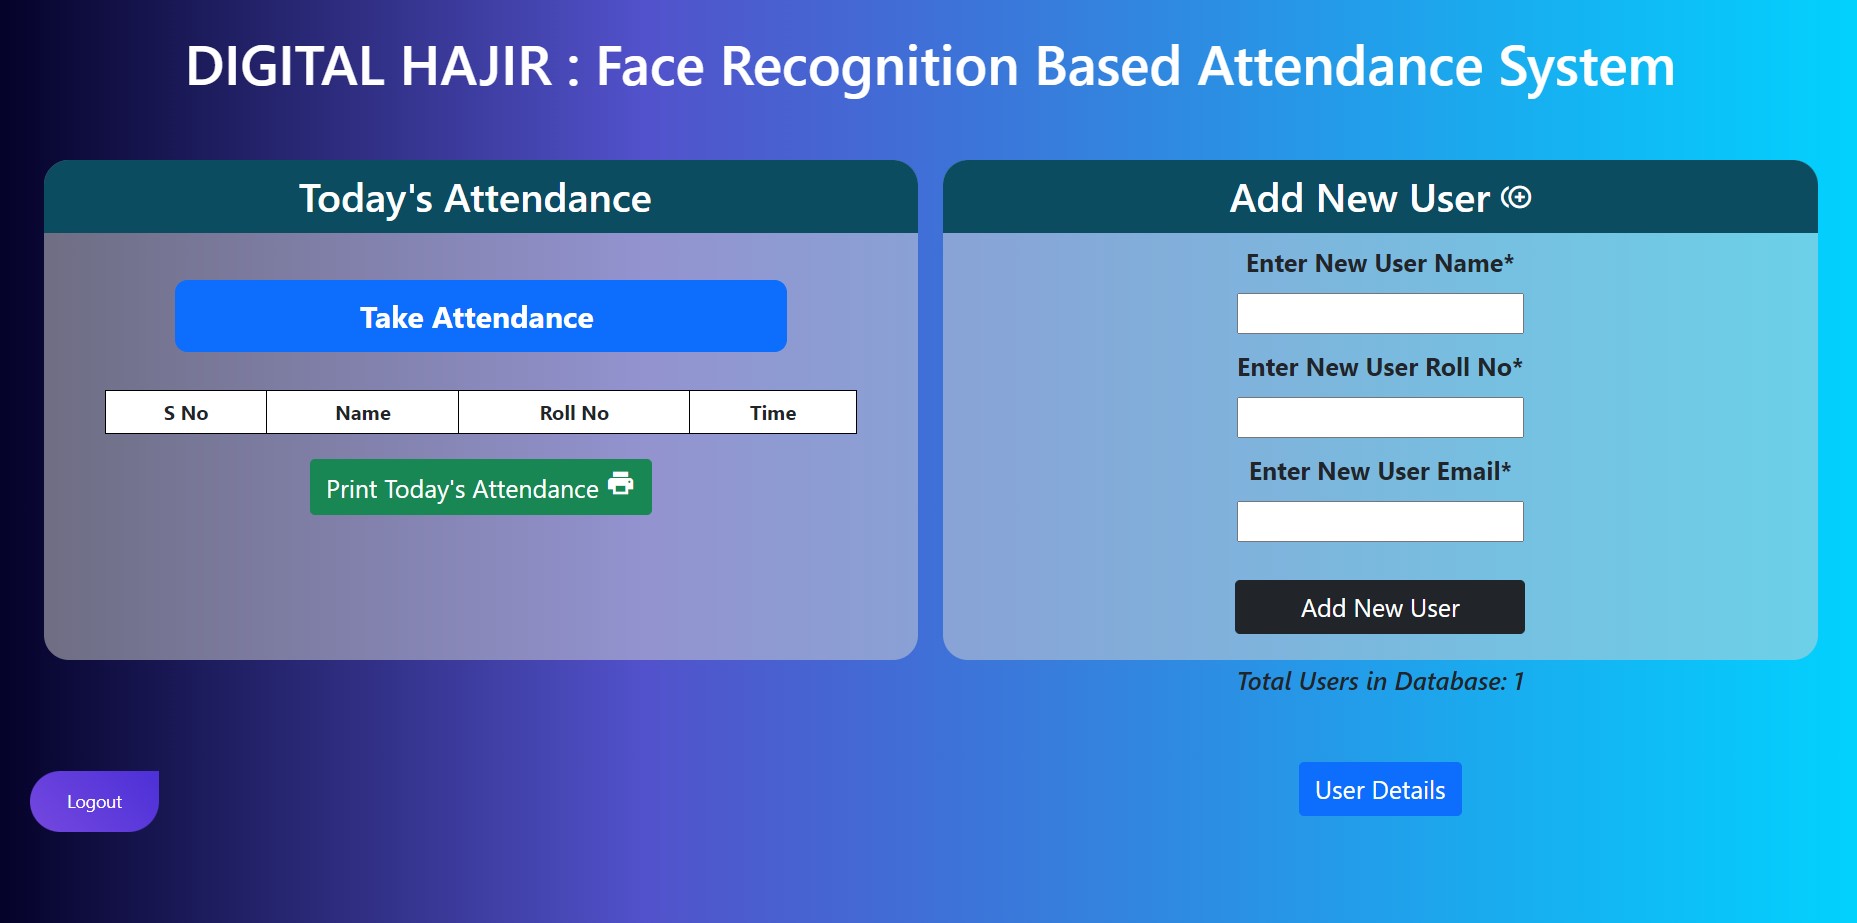 DIGITAL HAJIR : Face Recognition Based Attendance System
Today's Attendance
Take Attendance
S No Name Roll No Time
Print Today's Attendance
Add New User
Enter New User Name*
Enter New User Roll No*
Enter New User Email*
Add New User
Total Users in Database: 1
User Details
Logout